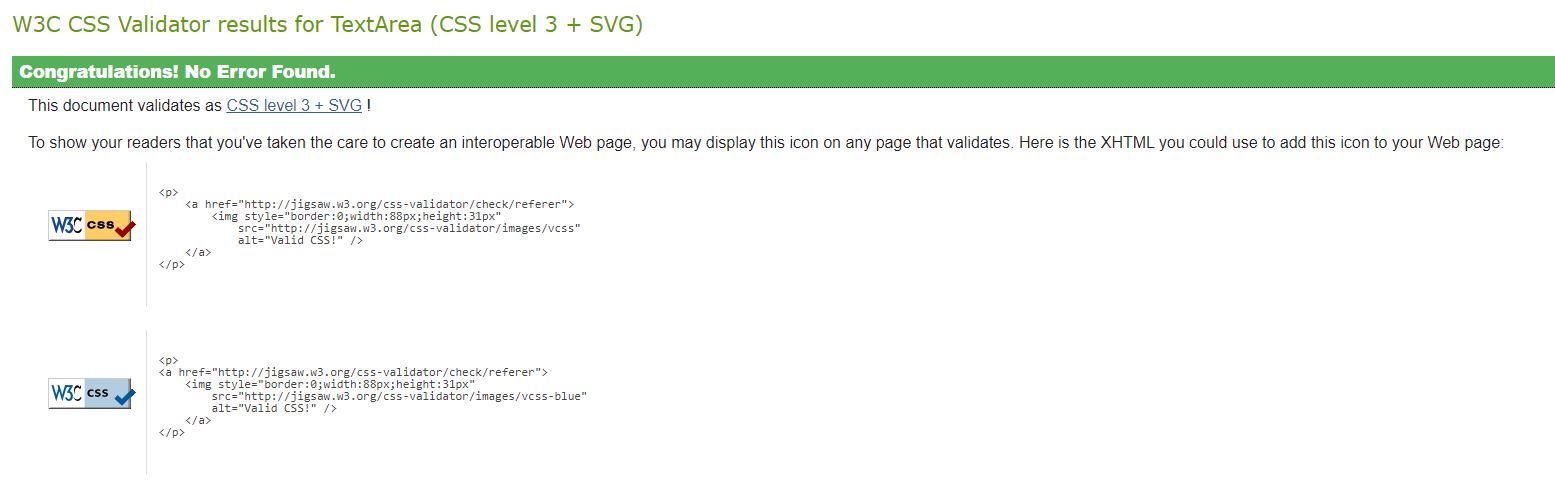 W3C CSS Validator results for TextArea (CSS level 3 + SVG)
Congratulations! No Error Found.
This document validates as CSS level 3 + SVG !
To show your readers that you've taken the care to create an interoperable Web page, you may display this icon on any page that validates. Here is the XHTML you could use to add this icon to your Web page:
W3C css
<p>
<a href="http://jigsaw.w3.org/css-validator/check/referer">
<img style="border:0;width:88px;height:31px"
src="http://jigsaw.w3.org/css-validator/images/vcss"
alt="Valid CSS!" />
</a>
</p>
W3C css
<p>
<a href="http://jigsaw.w3.org/css-validator/check/referer">
<img style="border:0;width:88px;height:31px"
src="http://jigsaw.w3.org/css-validator/images/vcss-blue"
alt="Valid CSS!" />
</a>
</p>